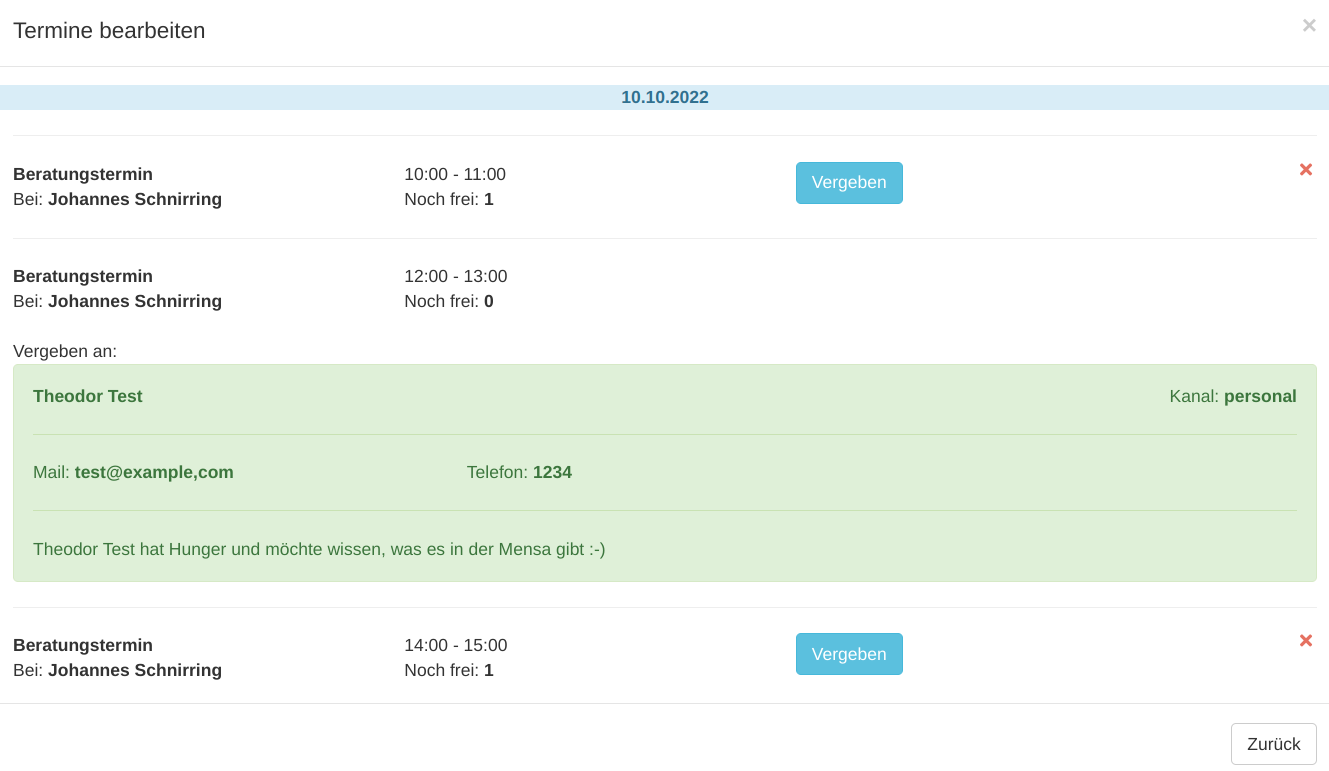 Termine bearbeiten ×
10.10.2022
Beratungstermin 10:00 - 11:00 Vergeben
Bei: Johannes Schnirring Noch frei: 1
Beratungstermin 12:00 - 13:00
Bei: Johannes Schnirring Noch frei: 0
Vergeben an:
Theodor Test Kanal: personal
Mail: test@example,com Telefon: 1234
Theodor Test hat Hunger und möchte wissen, was es in der Mensa gibt :-)
Beratungstermin 14:00 - 15:00 Vergeben
Bei: Johannes Schnirring Noch frei: 1
Zurück